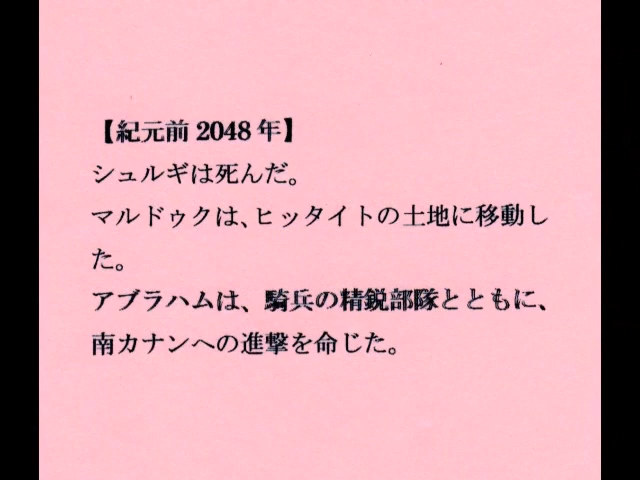 【紀元前 2048 年】
シュルギは死んだ。
マルドゥクは、ヒッタイトの土地に移動し
た。
アブラハムは、騎兵の精鋭部隊とともに、
南カナンへの進撃を命じた。